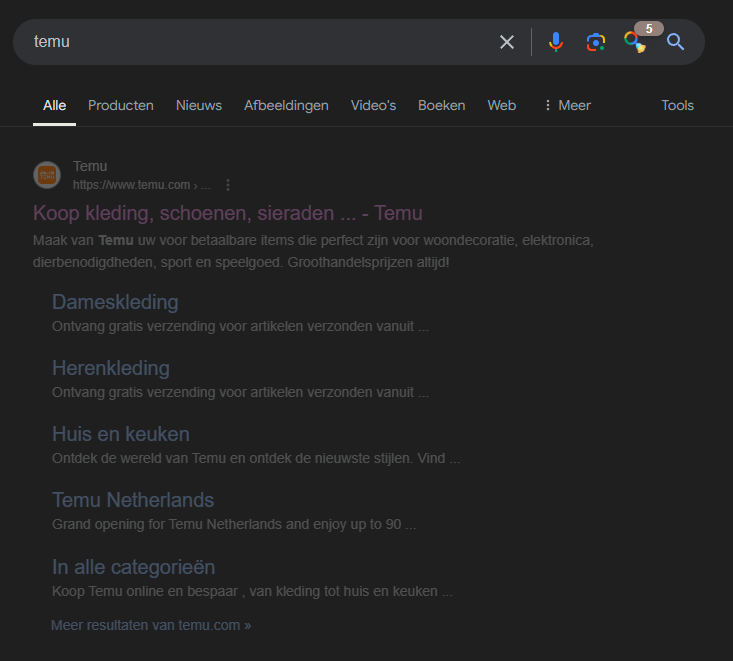 temu
5
Alle Producten Nieuws Afbeeldingen Video's Boeken Web Meer Tools
Temu
https://www.temu.com › ...
Koop kleding, schoenen, sieraden ... - Temu
Maak van Temu uw voor betaalbare items die perfect zijn voor woondecoratie, elektronica,
dierbenodigdheden, sport en speelgoed. Groothandelsprijzen altijd!
Dameskleding
Ontvang gratis verzending voor artikelen verzonden vanuit ...
Herenkleding
Ontvang gratis verzending voor artikelen verzonden vanuit ...
Huis en keuken
Ontdek de wereld van Temu en ontdek de nieuwste stijlen. Vind ...
Temu Netherlands
Grand opening for Temu Netherlands and enjoy up to 90 ...
In alle categorieën
Koop Temu online en bespaar , van kleding tot huis en keuken ...
Meer resultaten van temu.com »